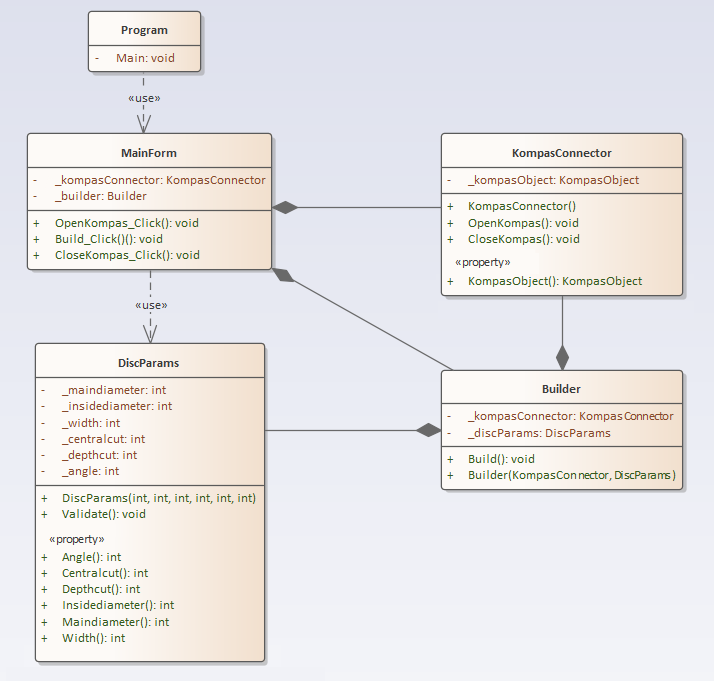 Program
- Main: void
«use»
MainForm
- _kompasConnector: KompasConnector
- _builder: Builder
+ OpenKompas_Click(): void
+ Build_Click()(): void
+ CloseKompas_Click(): void
KompasConnector
- _kompasObject: KompasObject
+ KompasConnector()
+ OpenKompas(): void
+ CloseKompas(): void
«property»
+ KompasObject(): KompasObject
«use»
DiscParams
- _maindiameter: int
- _insidediameter: int
- _width: int
- _centralcut: int
- _depthcut: int
- _angle: int
+ DiscParams(int, int, int, int, int, int)
+ Validate(): void
«property»
+ Angle(): int
+ Centralcut(): int
+ Depthcut(): int
+ Insidediameter(): int
+ Maindiameter(): int
+ Width(): int
Builder
- _kompasConnector: KompasConnector
- _discParams: DiscParams
+ Build(): void
+ Builder(KompasConnector, DiscParams)